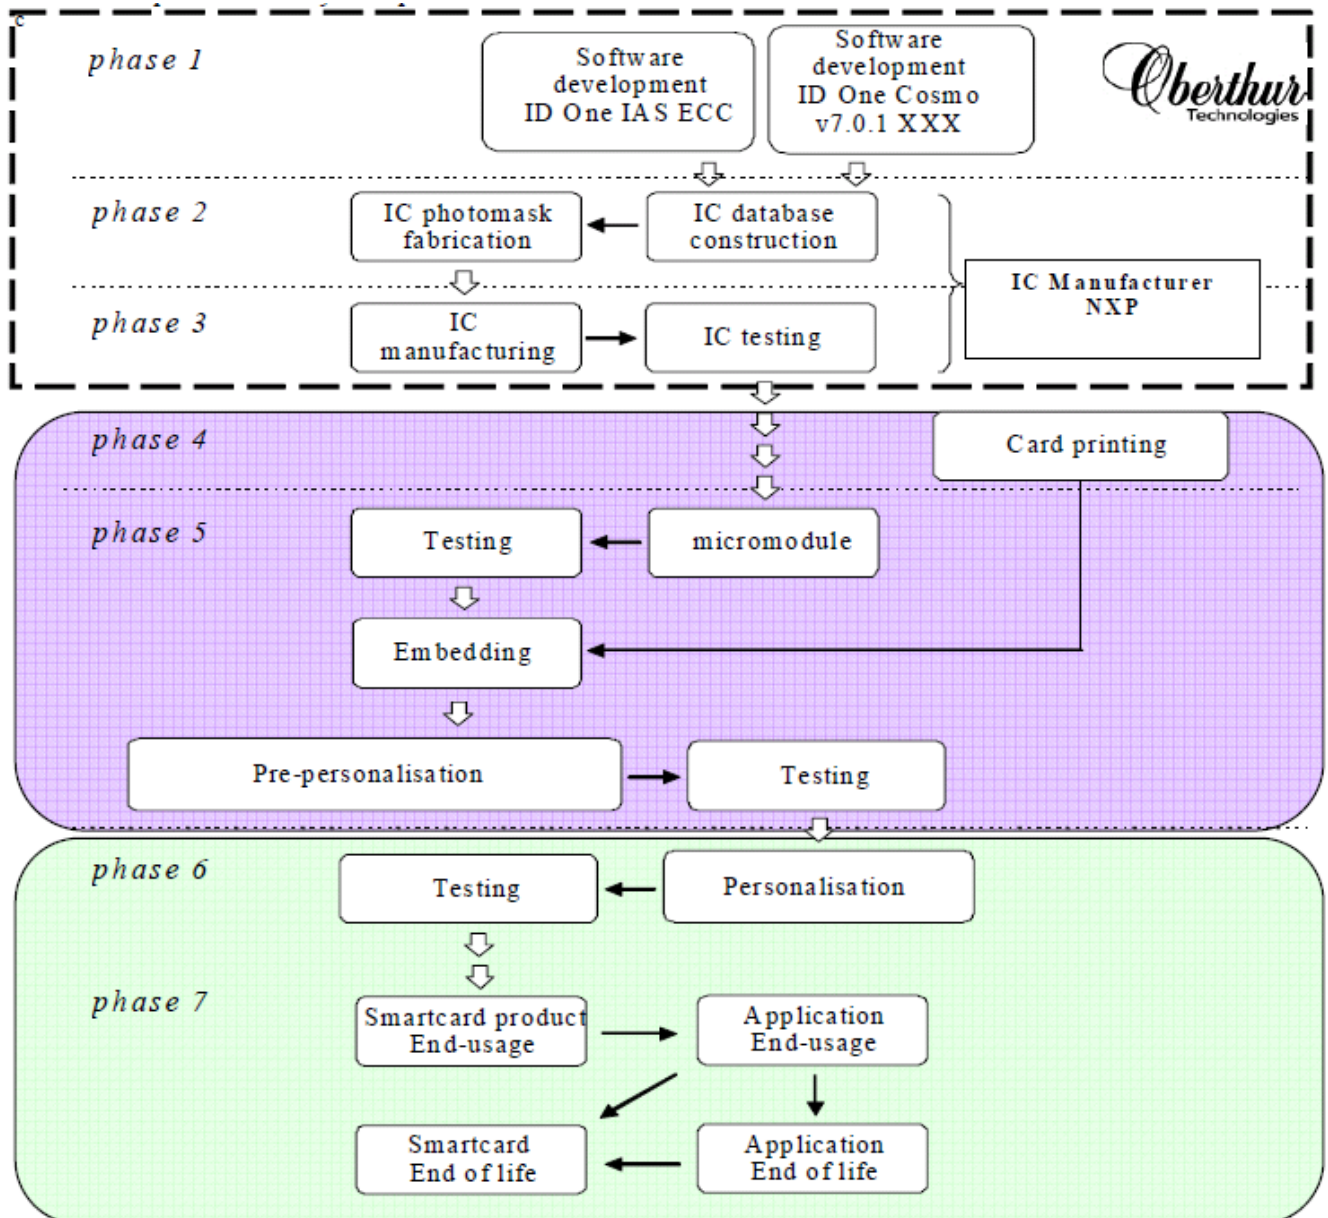 c
phase 1
Software
development
ID One IAS ECC
Software
development
ID One Cosmo
v7.0.1 XXX
Oberthur
Technologies
phase 2
IC photomask
fabrication
IC database
construction
IC Manufacturer
NXP
phase 3
IC
manufacturing
IC testing
phase 4
Card printing
phase 5
Testing
micromodule
Embedding
Pre-personalisation
Testing
phase 6
Testing
Personalisation
phase 7
Smartcard product
End-usage
Application
End-usage
Smartcard
End of life
Application
End of life